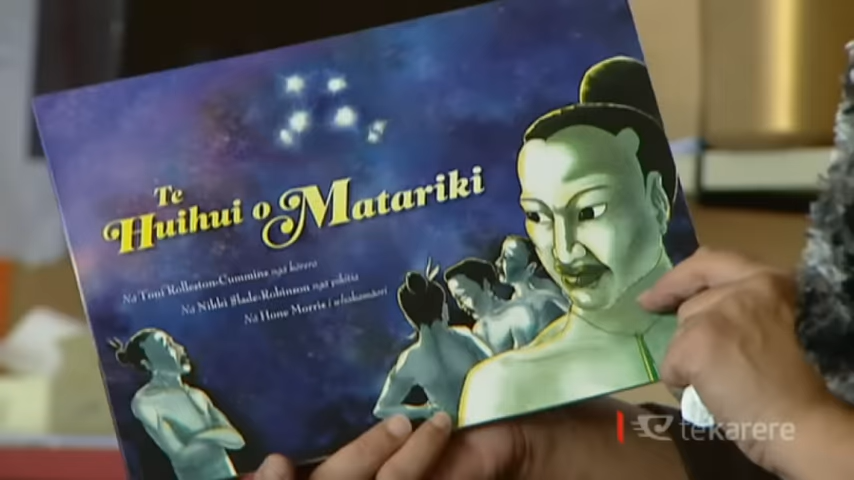 Te
Huihui o Matariki
Nā Toni Rolleston-Cummins ngā kōrero
Nā Nikki Slade-Robinson ngā pikitia
Nā Hone Morris i whakamāori
tekarere